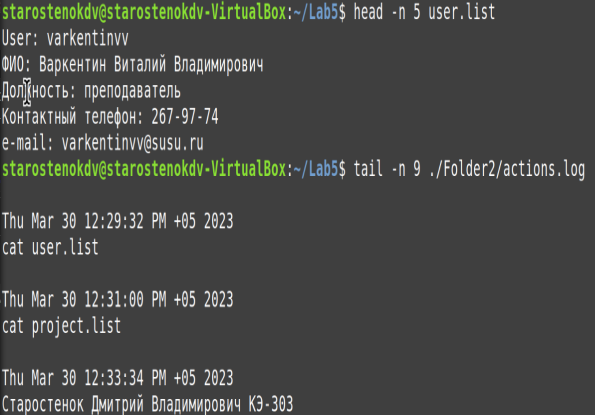 starostenokdv@starostenokdv-VirtualBox:~/Lab5$ head -n 5 user.list
User: varkentinvv
ФИО: Варкентин Виталий Владимирович
Должность: преподаватель
Контактный телефон: 267-97-74
e-mail: varkentinvv@susu.ru
starostenokdv@starostenokdv-VirtualBox:~/Lab5$ tail -n 9 ./Folder2/actions.log
Thu Mar 30 12:29:32 PM +05 2023
cat user.list
Thu Mar 30 12:31:00 PM +05 2023
cat project.list
Thu Mar 30 12:33:34 PM +05 2023
Старостенок Дмитрий Владимирович КЭ-303